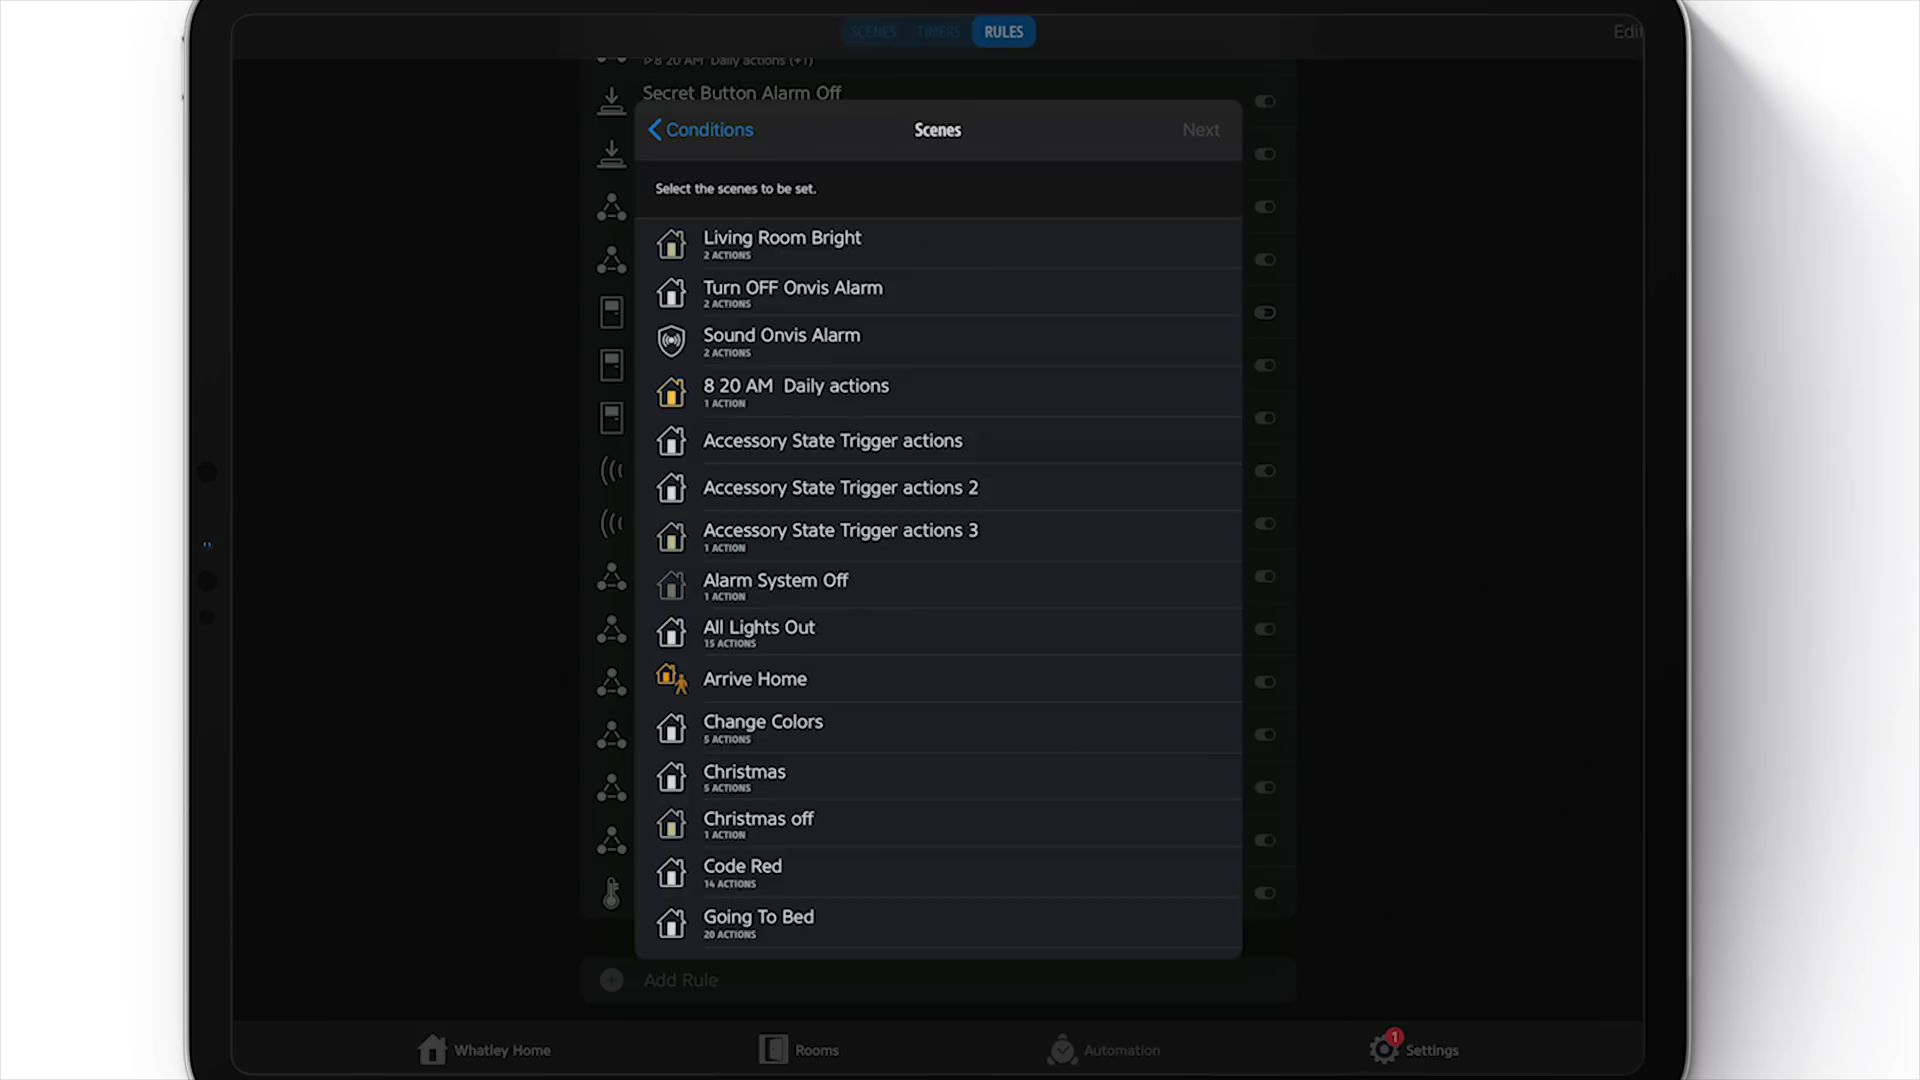 SCENES TIMERS RULES Edit
8 20 AM Daily actions (+1)
Secret Button Alarm Off
Conditions Scenes Next
Select the scenes to be set.
Living Room Bright
2 ACTIONS
Turn OFF Onvis Alarm
2 ACTIONS
Sound Onvis Alarm
2 ACTIONS
8 20 AM Daily actions
1 ACTION
Accessory State Trigger actions
Accessory State Trigger actions 2
Accessory State Trigger actions 3
1 ACTION
Alarm System Off
1 ACTION
All Lights Out
15 ACTIONS
Arrive Home
Change Colors
5 ACTIONS
Christmas
5 ACTIONS
Christmas off
1 ACTION
Code Red
14 ACTIONS
Going To Bed
20 ACTIONS
Add Rule
Whatley Home Rooms Automation 1 Settings